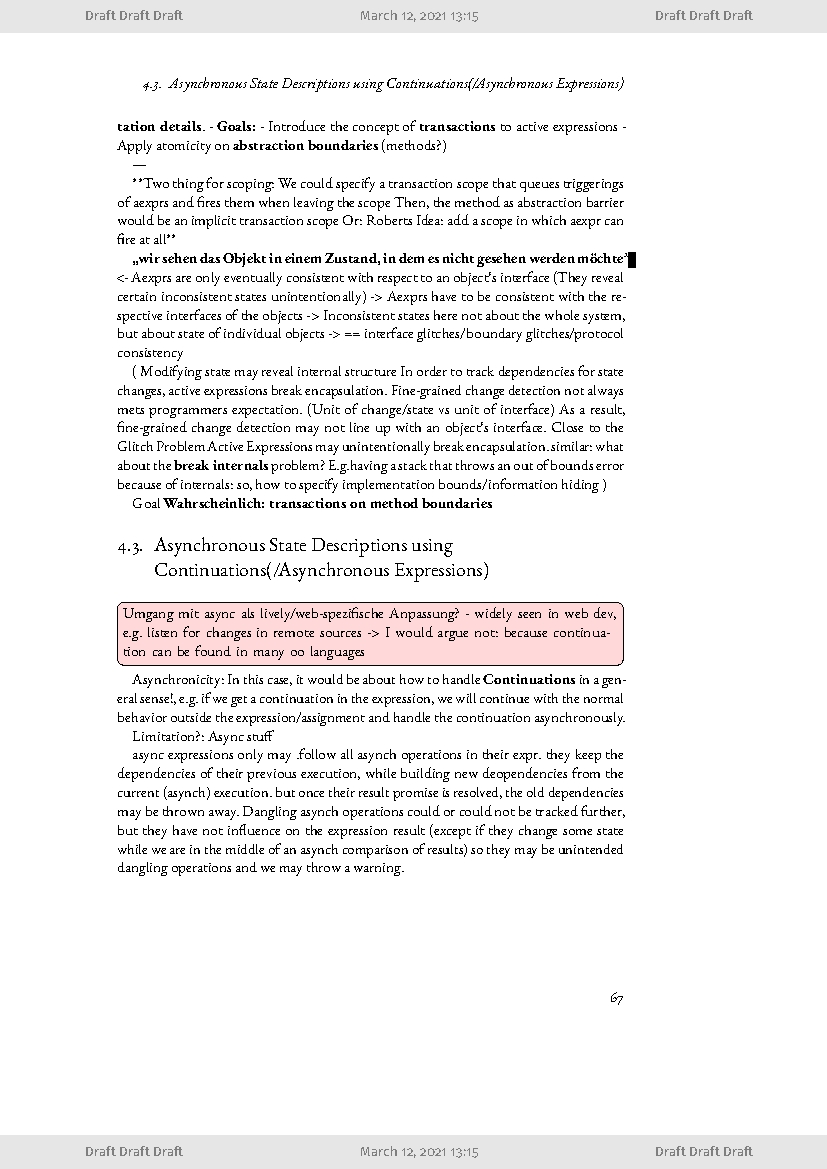 Draft Draft Draft March 12, 2021 13:15 Draft Draft Draft
4.3. Asynchronous State Descriptions using Continuations(/Asynchronous Expressions)
tation details. - Goals: - Introduce the concept of transactions to active expressions -
Apply atomicity on abstraction boundaries (methods?)
—
**Two thing for scoping: We could specify a transaction scope that queues triggerings
of aexprs and fires them when leaving the scope Then, the method as abstraction barrier
would be an implicit transaction scope Or: Roberts Idea: add a scope in which aexpr can
fire at all**
„wir sehen das Objekt in einem Zustand, in dem es nicht gesehen werden möchte”
<- Aexprs are only eventually consistent with respect to an object's interface (They reveal
certain inconsistent states unintentionally) -> Aexprs have to be consistent with the re-
spective interfaces of the objects -> Inconsistent states here not about the whole system,
but about state of individual objects -> == interface glitches/boundary glitches/protocol
consistency
( Modifying state may reveal internal structure In order to track dependencies for state
changes, active expressions break encapsulation. Fine-grained change detection not always
mets programmers expectation. (Unit of change/state vs unit of interface) As a result,
fine-grained change detection may not line up with an object's interface. Close to the
Glitch Problem Active Expressions may unintentionally break encapsulation. similar: what
about the break internals problem? E.g. having a stack that throws an out of bounds error
because of internals: so, how to specify implementation bounds/information hiding )
Goal Wahrscheinlich: transactions on method boundaries
4.3. Asynchronous State Descriptions using
Continuations(/Asynchronous Expressions)
Umgang mit async als lively/web-spezifische Anpassung? - widely seen in web dev,
e.g. listen for changes in remote sources -> I would argue not: because continua-
tion can be found in many oo languages
Asynchronicity: In this case, it would be about how to handle Continuations in a gen-
eral sense!, e.g. if we get a continuation in the expression, we will continue with the normal
behavior outside the expression/assignment and handle the continuation asynchronously.
Limitation?: Async stuff
async expressions only may .follow all asynch operations in their expr. they keep the
dependencies of their previous execution, while building new deopendencies from the
current (asynch) execution. but once their result promise is resolved, the old dependencies
may be thrown away. Dangling asynch operations could or could not be tracked further,
but they have not influence on the expression result (except if they change some state
while we are in the middle of an asynch comparison of results) so they may be unintended
dangling operations and we may throw a warning.
67
Draft Draft Draft March 12, 2021 13:15 Draft Draft Draft